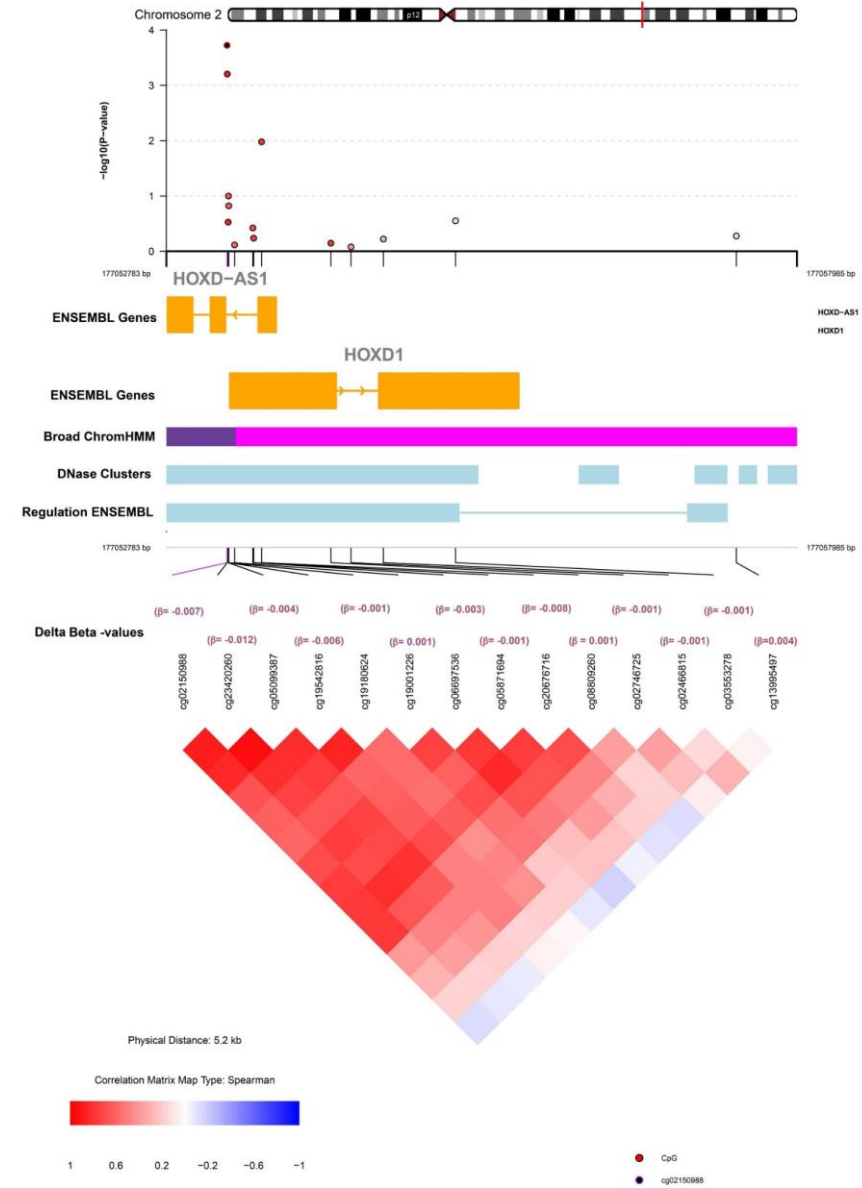 Chromosome 2
p12
4
3
2
1
0
−log10(P−value)
177052783 bp
177057985 bp
HOXD−AS1
ENSEMBL Genes
HOXD−AS1
HOXD1
HOXD1
ENSEMBL Genes
Broad ChromHMM
DNase Clusters
Regulation ENSEMBL
177052783 bp
177057985 bp
(β= -0.007)
(β= -0.004)
(β= -0.001)
(β= -0.003)
(β= -0.008)
(β= -0.001)
(β= -0.001)
Delta Beta -values
(β= -0.012)
(β= -0.006)
(β= 0.001)
(β= -0.001)
(β = 0.001)
(β= -0.001)
(β=0.004)
cg02150988
cg23420260
cg05099387
cg19542816
cg19180624
cg19001226
cg06697536
cg05871694
cg20676716
cg08809260
cg02746725
cg02466815
cg03553278
cg13995497
Physical Distance: 5.2 kb
Correlation Matrix Map Type: Spearman
1 0.6 0.2 −0.2 −0.6 −1
CpG
cg02150988